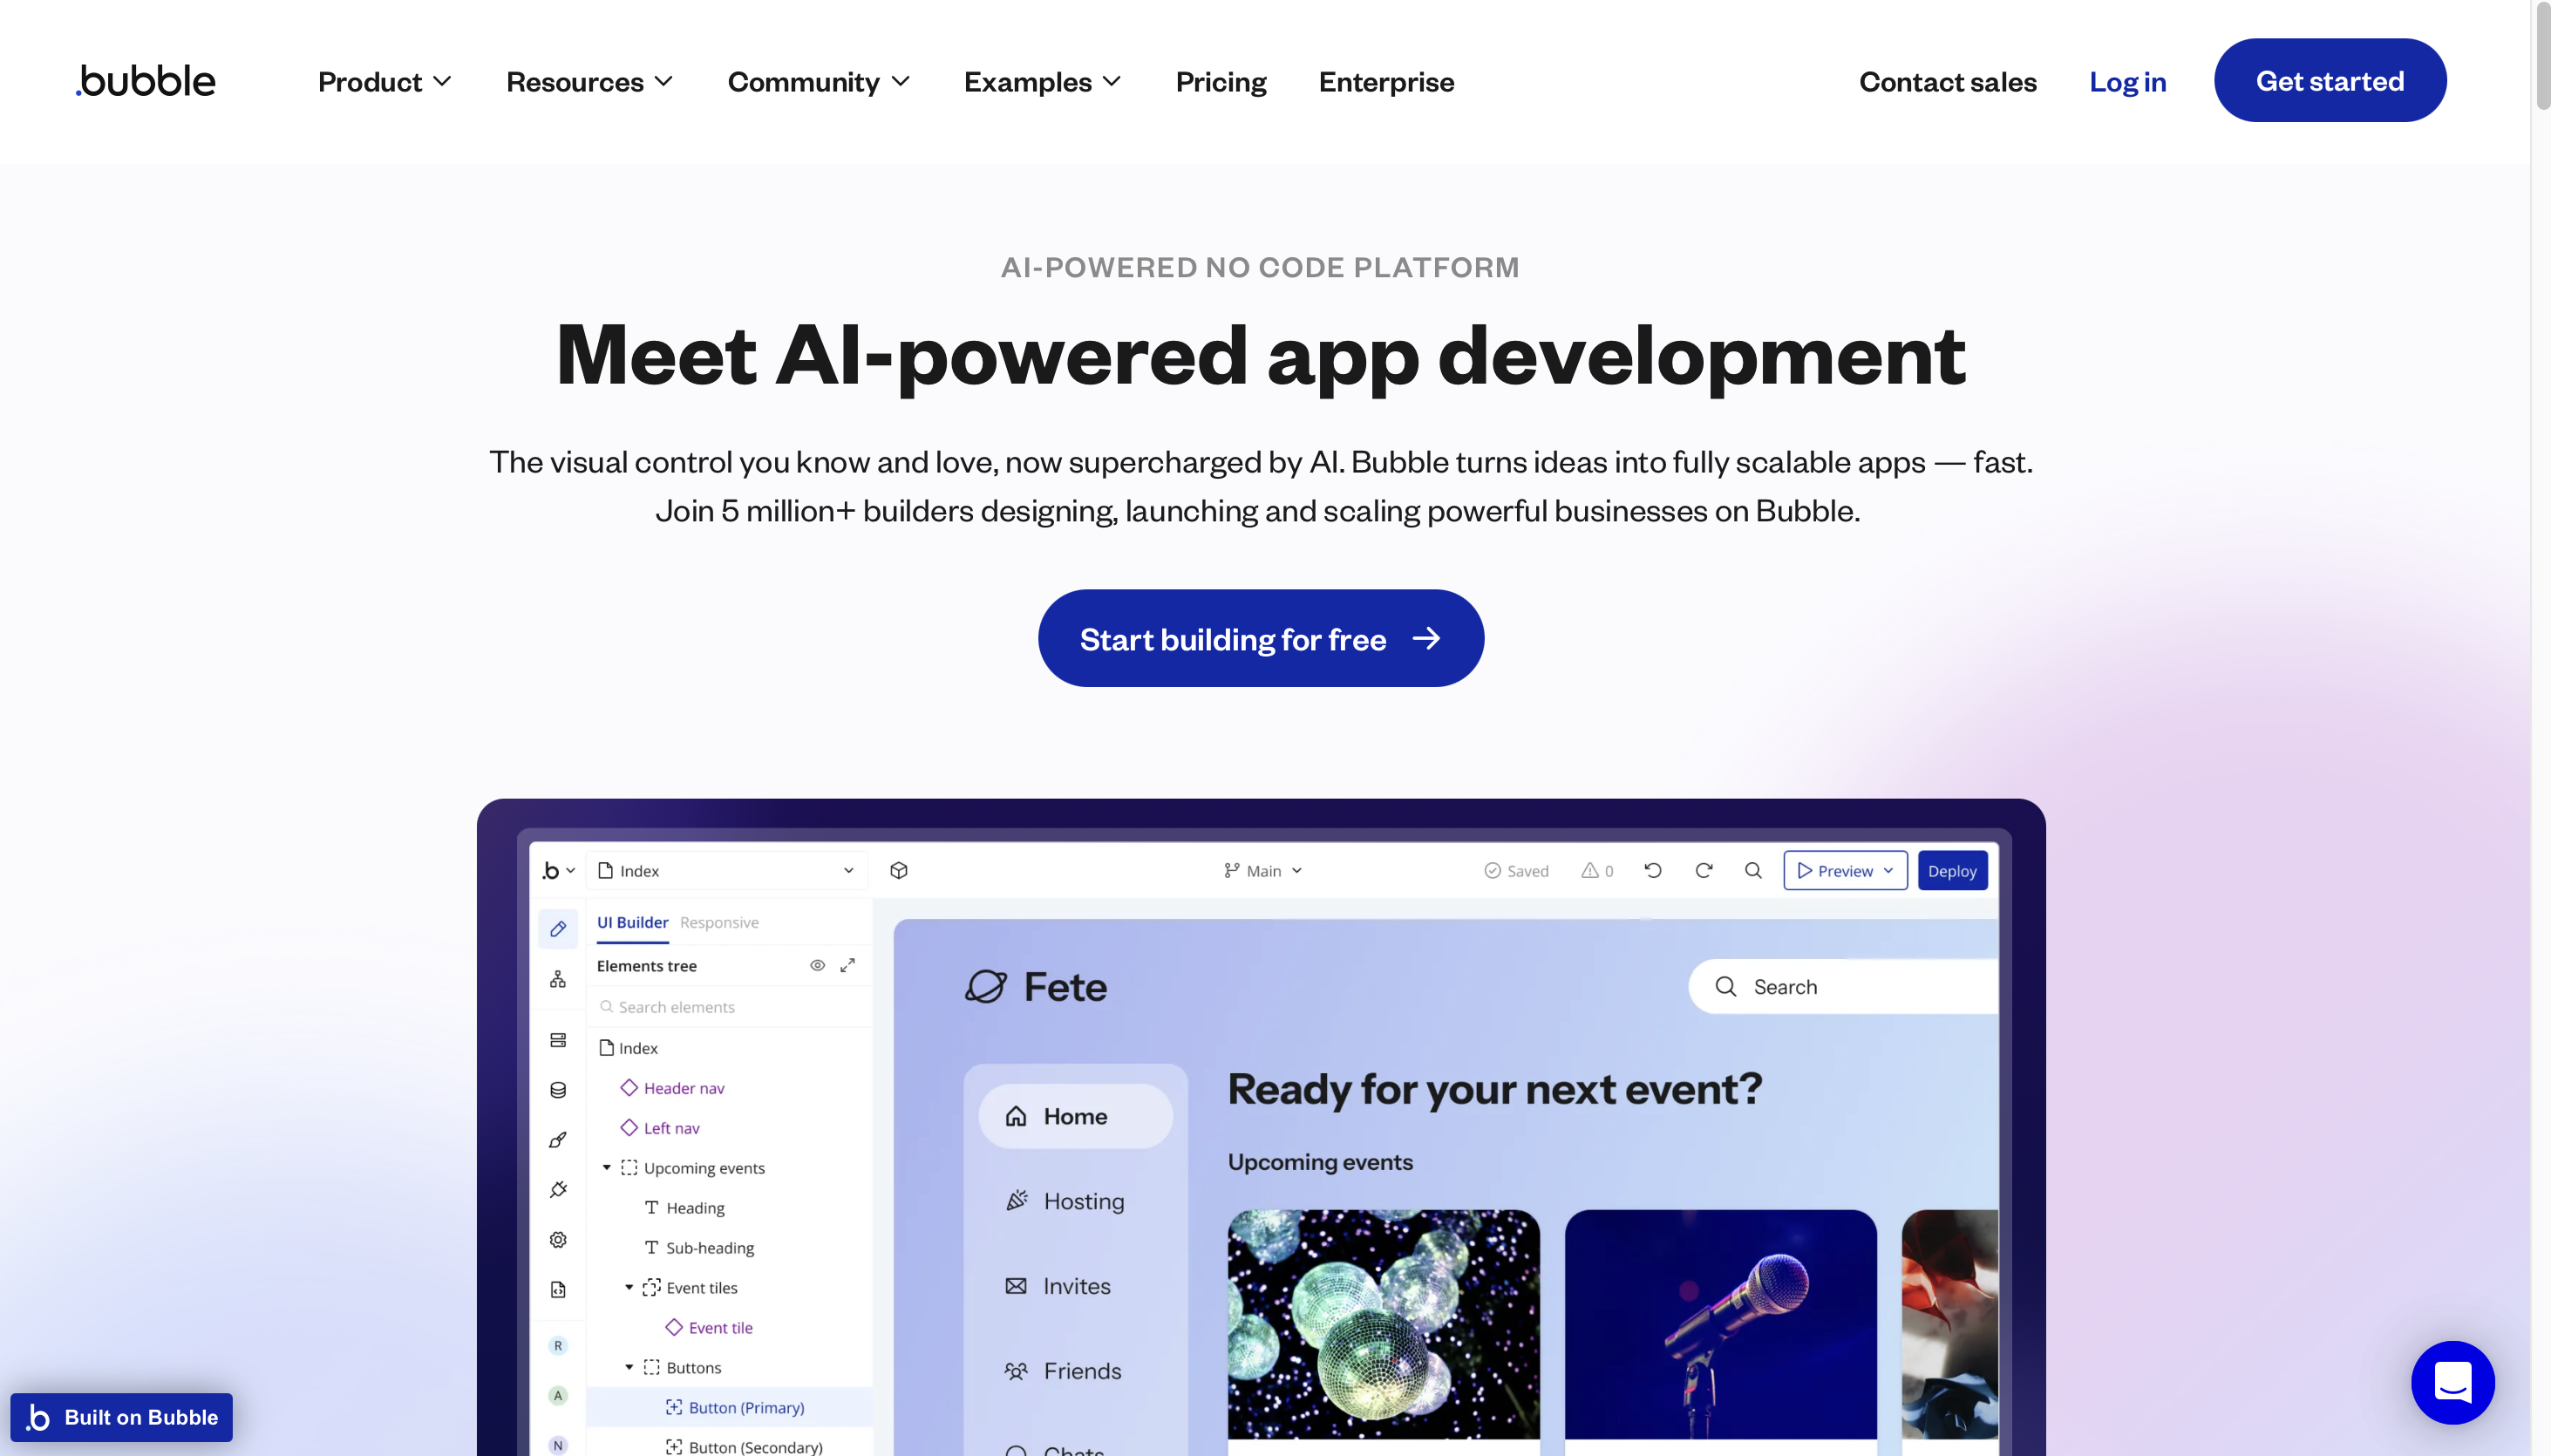 .bubble
Product
Resources
Community
Examples
Pricing
Enterprise
Contact sales
Log in
Get started
AI-POWERED NO CODE PLATFORM
Meet AI-powered app development
The visual control you know and love, now supercharged by AI. Bubble turns ideas into fully scalable apps — fast.
Join 5 million+ builders designing, launching and scaling powerful businesses on Bubble.
Start building for free
.b
Index
Main
Saved
0
Preview
Deploy
UI Builder
Responsive
Elements tree
Search elements
Index
Header nav
Left nav
Upcoming events
Heading
Sub-heading
Event tiles
Event tile
Buttons
Button (Primary)
Button (Secondary)
R
A
N
Fete
Search
Home
Hosting
Invites
Friends
Chats
Ready for your next event?
Upcoming events
.b Built on Bubble